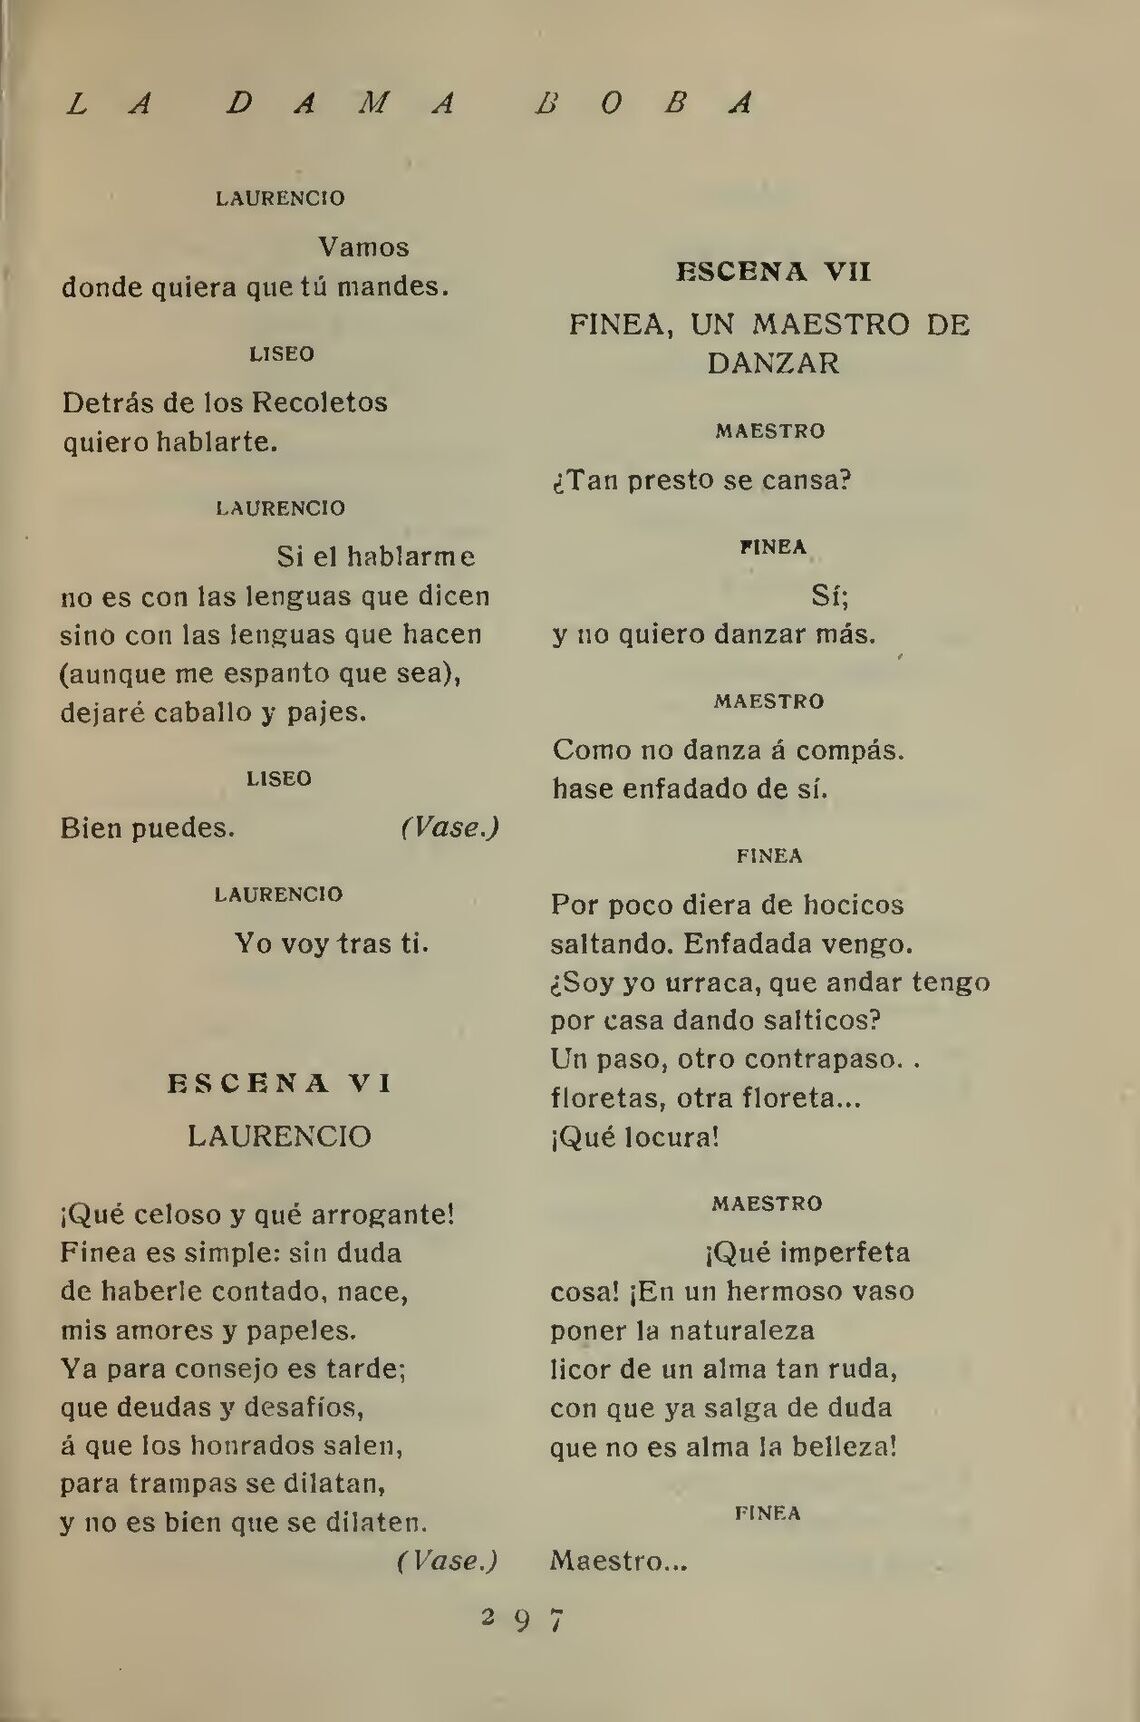 LA DAMA BOBA
LAURENCIO
Vamos
donde quiera que tú mandes.
LISEO
Detrás de los Recoletos
quiero hablarte.
LAURENCIO
Si el hablarme
no es con las lenguas que dicen
sino con las lenguas que hacen
(aunque me espanto que sea),
dejaré caballo y pajes.
LISEO
Bien puedes. (Vase.)
LAURENCIO
Yo voy tras ti.
ESCENA VI
LAURENCIO
¡Qué celoso y qué arrogante!
Finea es simple: sin duda
de haberle contado, nace,
mis amores y papeles.
Ya para consejo es tarde;
que deudas y desafíos,
á que los honrados salen,
para trampas se dilatan,
y no es bien que se dilaten.
(Vase.)
ESCENA VII
FINEA, UN MAESTRO DE
DANZAR
MAESTRO
¿Tan presto se cansa?
FINEA
Sí;
y no quiero danzar más.
MAESTRO
Como no danza á compás.
hase enfadado de sí.
FINEA
Por poco diera de hocicos
saltando. Enfadada vengo.
¿Soy yo urraca, que andar tengo
por casa dando salticos?
Un paso, otro contrapaso. .
floretas, otra floreta...
¡Qué locura!
MAESTRO
¡Qué imperfeta
cosa! ¡En un hermoso vaso
poner la naturaleza
licor de un alma tan ruda,
con que ya salga de duda
que no es alma la belleza!
FINEA
Maestro...
297